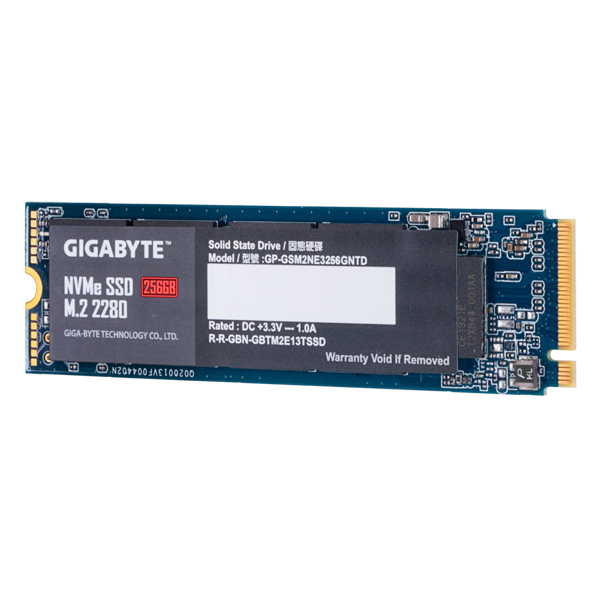 GIGABYTE™
NVMe SSD 256GB
M.2 2280
GIGA-BYTE TECHNOLOGY CO., LTD.
Solid State Drive / 固態硬碟
Model / 型號 :GP-GSM2NE3256GNTD
Rated : DC +3.3V --- 1.0A
R-R-GBN-GBTM2E13TSSD
Warranty Void If Removed